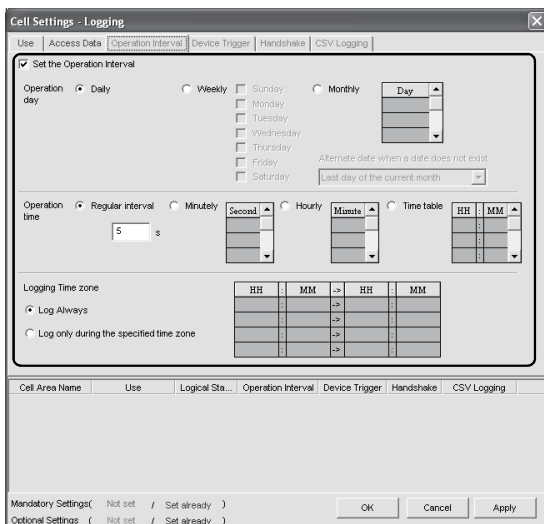 Cell Settings - Logging
Use Access Data Operation Interval Device Trigger Handshake CSV Logging
Set the Operation Interval
Operation day Daily Weekly Sunday Monthly Day
Monday
Tuesday
Wednesday
Thursday
Friday Alternate date when a date does not exist
Saturday Last day of the current month
Operation time Regular interval Minutely Second Hourly Minute Time table HH : MM
5 s :
:
:
Logging Time zone HH : MM -> HH : MM
Log Always : -> :
: -> :
Log only during the specified time zone : -> :
: -> :
Cell Area Name Use Logical Sta... Operation Interval Device Trigger Handshake CSV Logging
Mandatory Settings( Not set / Set already )
Optional Settings ( Not set / Set already )
OK Cancel Apply